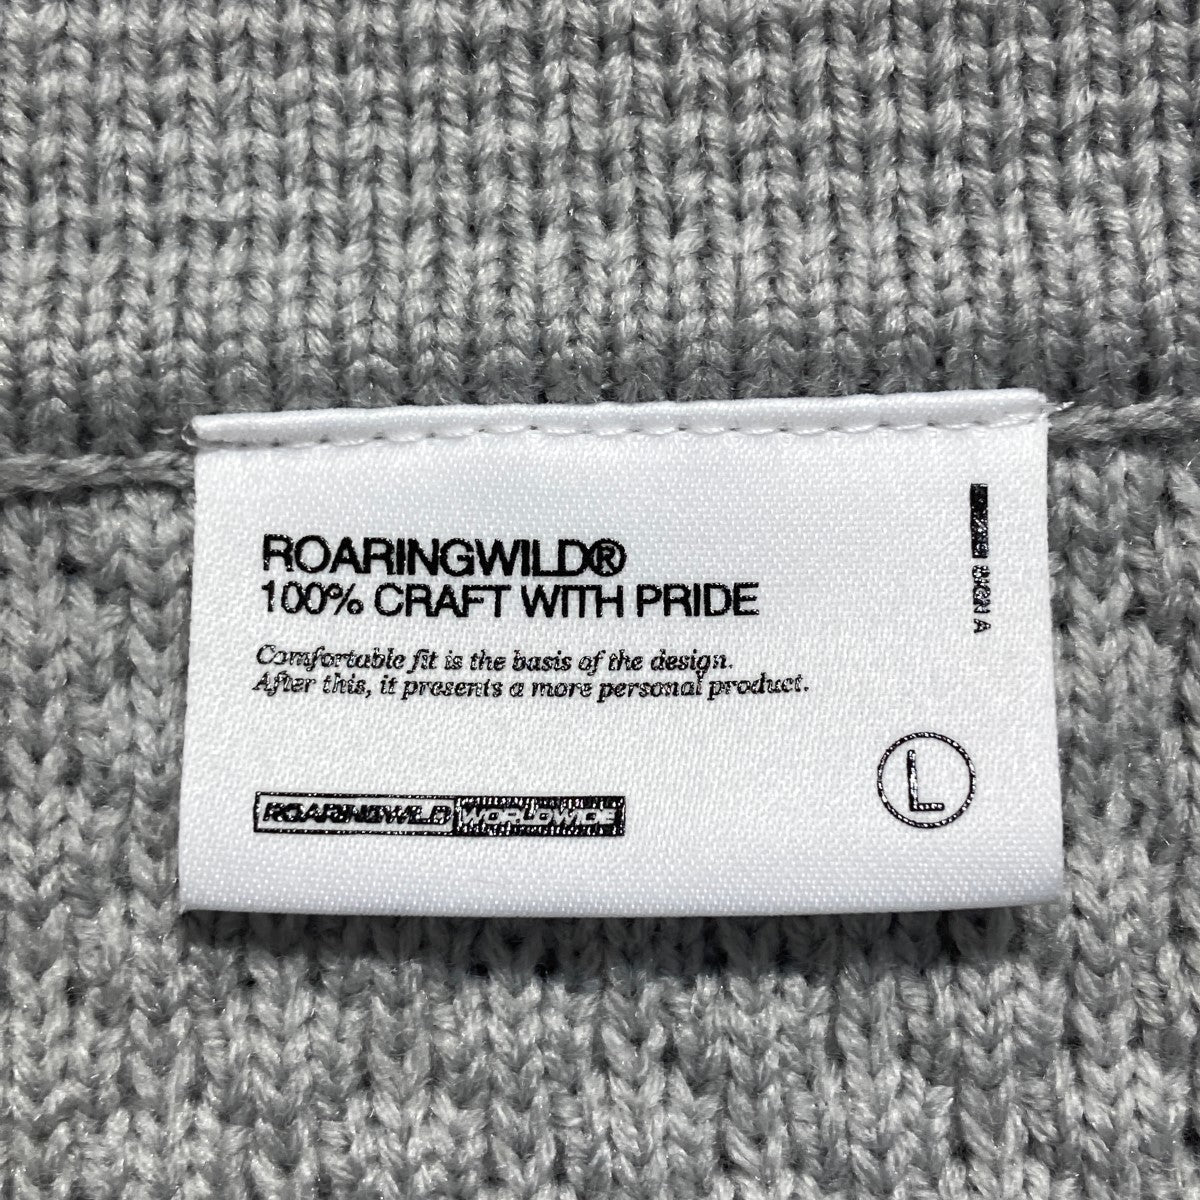 ROARINGWILD®
100% CRAFT WITH PRIDE
Comfortable fit is the basis of the design.
After this, it presents a more personal product.
ROARINGWILD WORLDWIDE
L
SIGN A